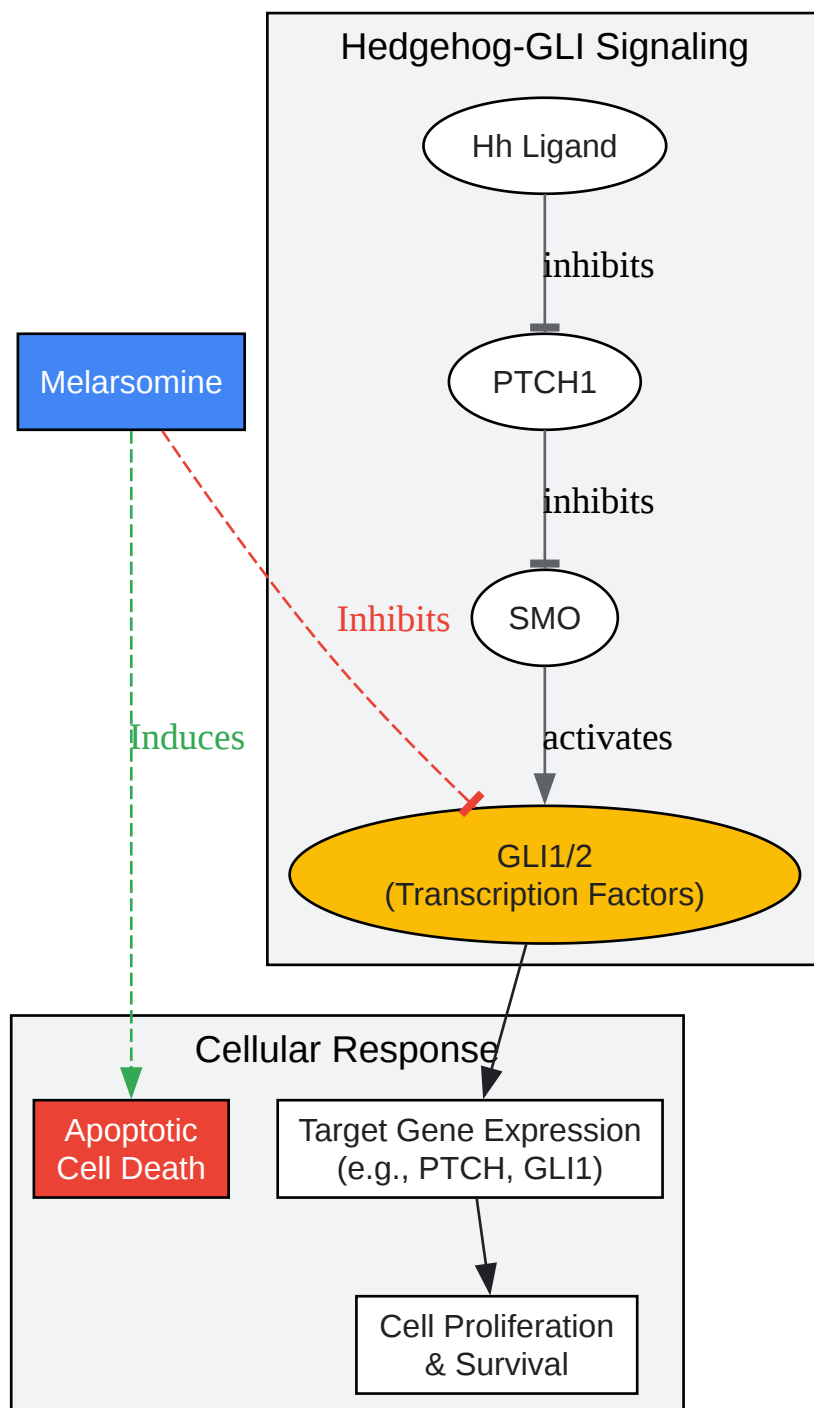 Hedgehog-GLI Signaling
Hh Ligand
inhibits
PTCH1
Melarsomine
inhibits
SMO
Inhibits
activates
Induces
GLI1/2
(Transcription Factors)
Cellular Response
Apoptotic
Cell Death
Target Gene Expression
(e.g., PTCH, GLI1)
Cell Proliferation
& Survival